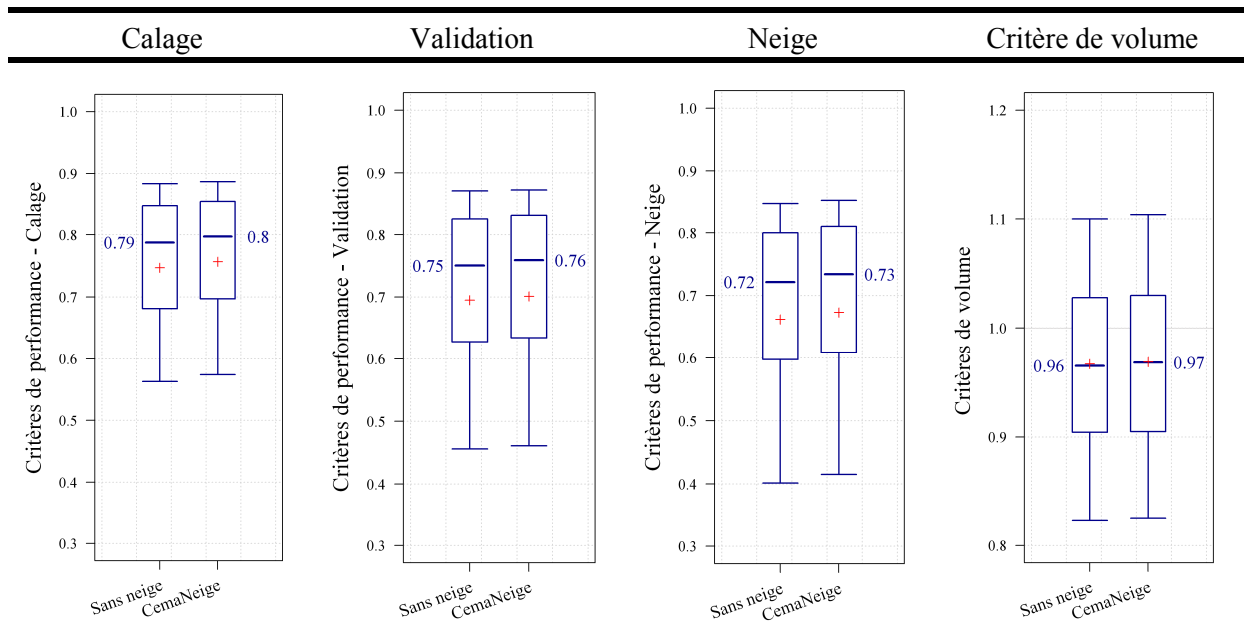 Calage
Validation
Neige
Critère de volume
Critères de performance - Calage
1.0
0.9
0.8
0.7
0.6
0.5
0.4
0.3
0.79
0.8
Sans neige
CemaNeige
Critères de performance - Validation
1.0
0.9
0.8
0.7
0.6
0.5
0.4
0.3
0.75
0.76
Sans neige
CemaNeige
Critères de performance - Neige
1.0
0.9
0.8
0.7
0.6
0.5
0.4
0.3
0.72
0.73
Sans neige
CemaNeige
Critères de volume
1.2
1.1
1.0
0.9
0.8
0.96
0.97
Sans neige
CemaNeige